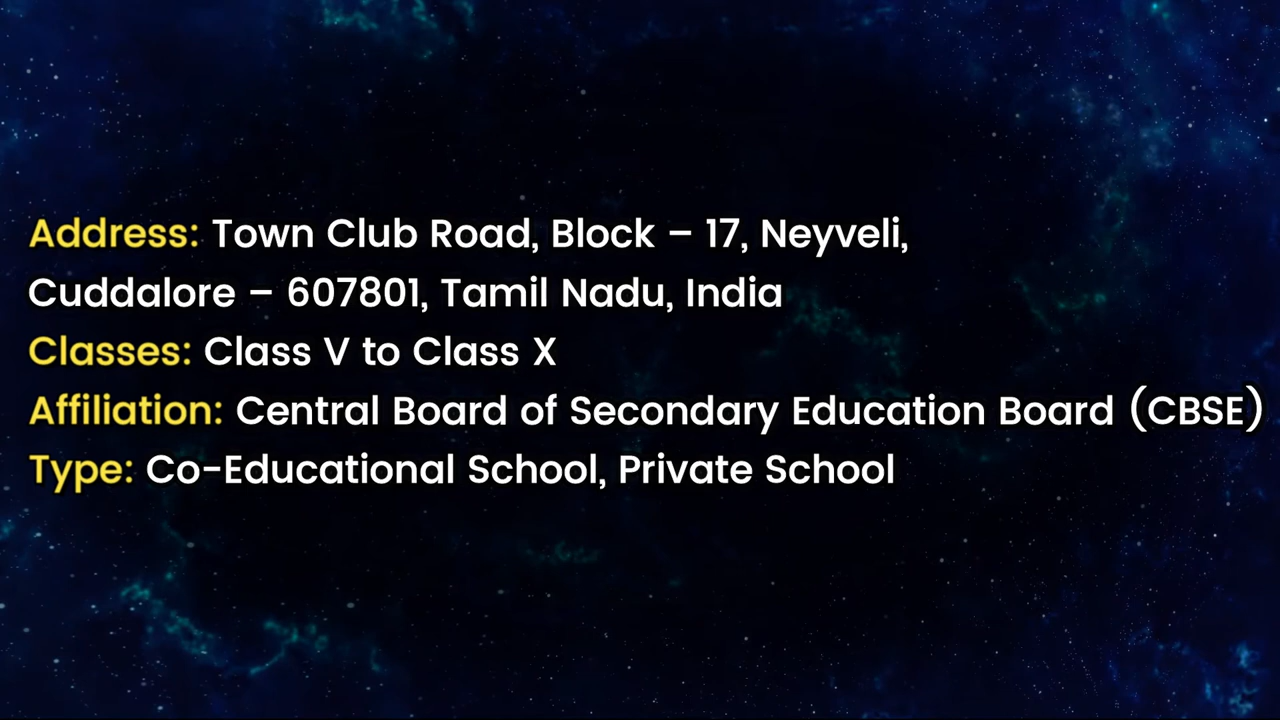 Address: Town Club Road, Block – 17, Neyveli,
Cuddalore – 607801, Tamil Nadu, India
Classes: Class V to Class X
Affiliation: Central Board of Secondary Education Board (CBSE)
Type: Co-Educational School, Private School